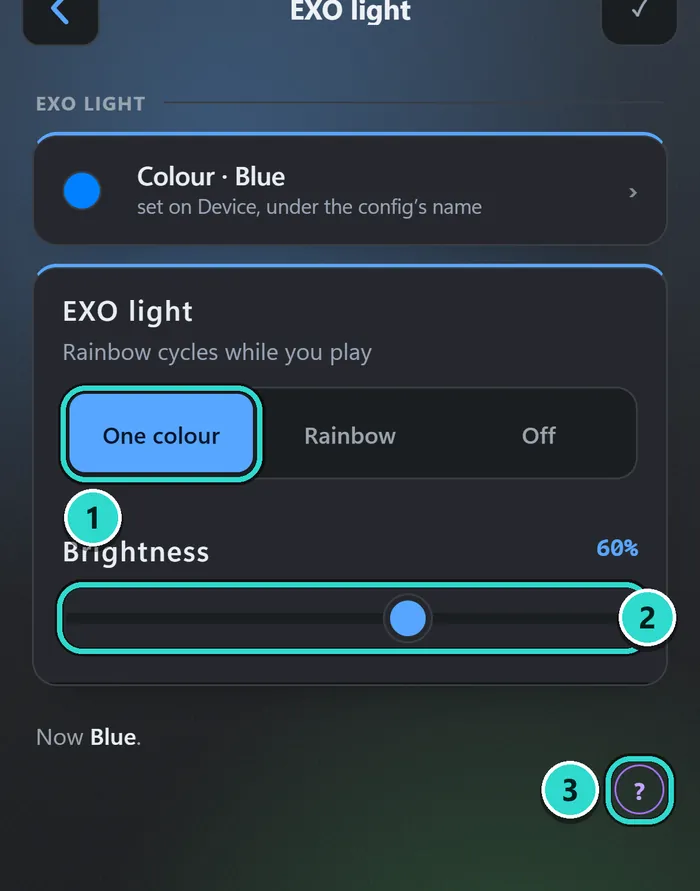 EXO light
✓
EXO LIGHT
Colour · Blue
set on Device, under the config’s name
›
EXO light
Rainbow cycles while you play
One colour
Rainbow
Off
1
Brightness
60%
2
Now Blue.
3
?